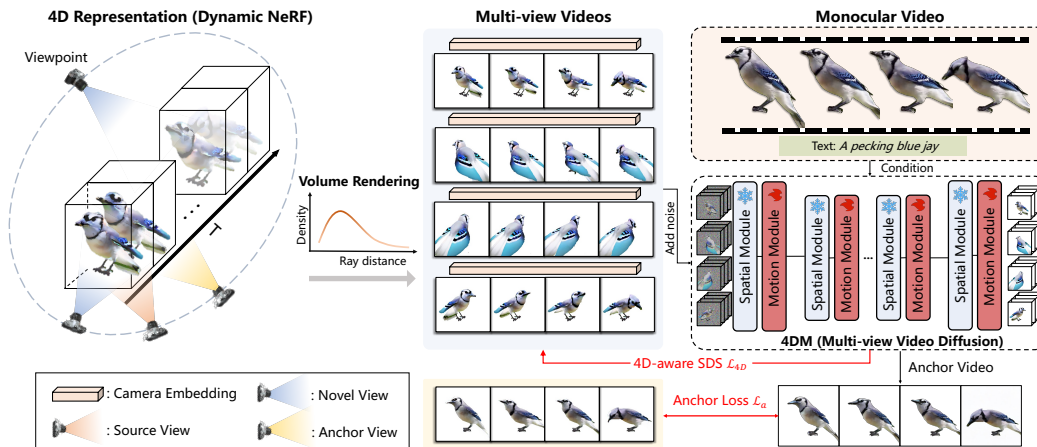 4D Representation (Dynamic NeRF)
Viewpoint
T
...
Volume Rendering
Density
Ray distance
Multi-view Videos
Add noise
Monocular Video
Text: A pecking blue jay
Condition
Spatial Module
Motion Module
Spatial Module
Motion Module
...
Spatial Module
Motion Module
Spatial Module
Motion Module
4DM (Multi-view Video Diffusion)
4D-aware SDS ℒ4D
Anchor Video
Anchor Loss ℒa
: Camera Embedding
: Novel View
: Source View
: Anchor View